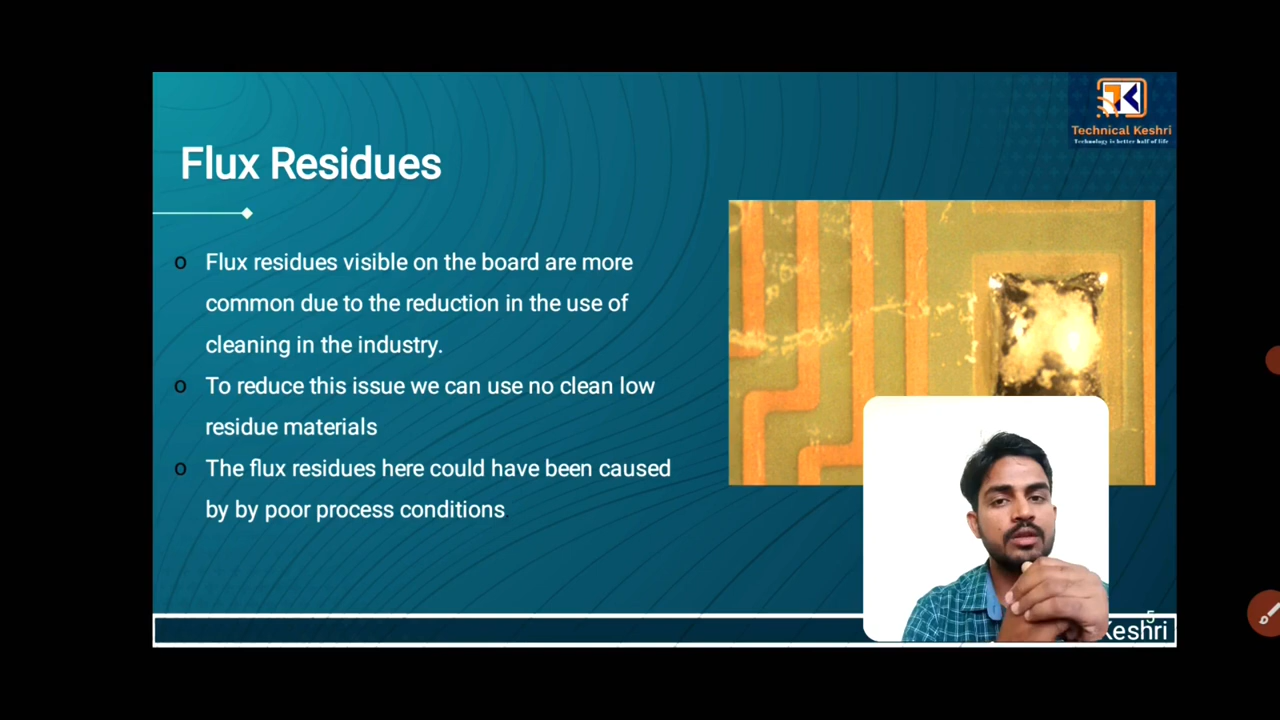 Technical Keshri
Technology is better half of life
Flux Residues
o Flux residues visible on the board are more
common due to the reduction in the use of
cleaning in the industry.
o To reduce this issue we can use no clean low
residue materials
o The flux residues here could have been caused
by by poor process conditions
5
Keshri